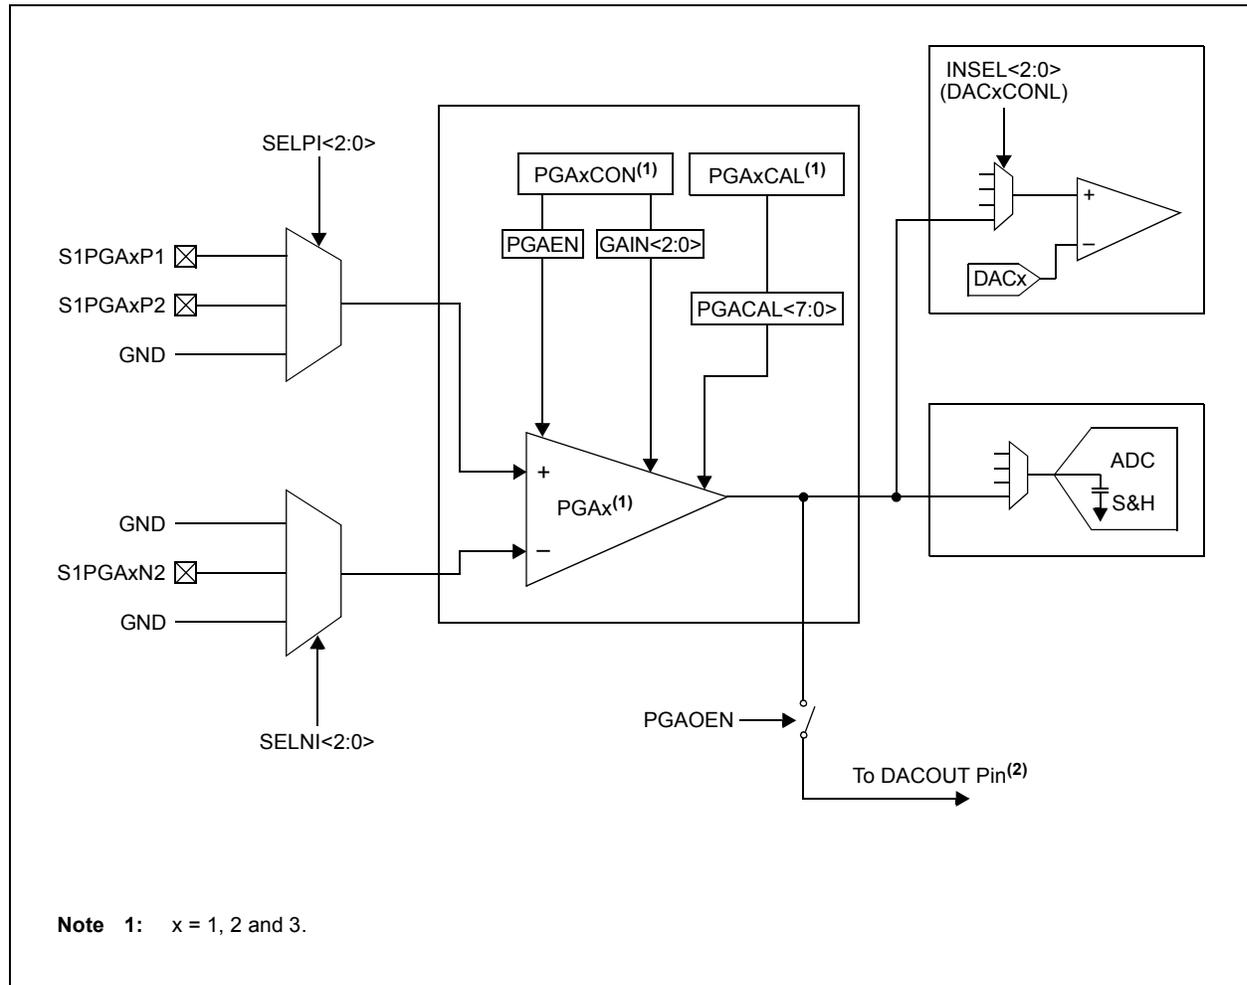 INSEL<2:0>
(DACxCONL)
SELPI<2:0>
PGAxCON(1)
PGAxCAL(1)
S1PGAxP1
PGAEN
GAIN<2:0>
+
–
DACx
S1PGAxP2
PGACAL<7:0>
GND
+
ADC
S&H
PGAx(1)
GND
–
S1PGAxN2
GND
PGAOEN
SELNI<2:0>
To DACOUT Pin(2)
Note 1: x = 1, 2 and 3.